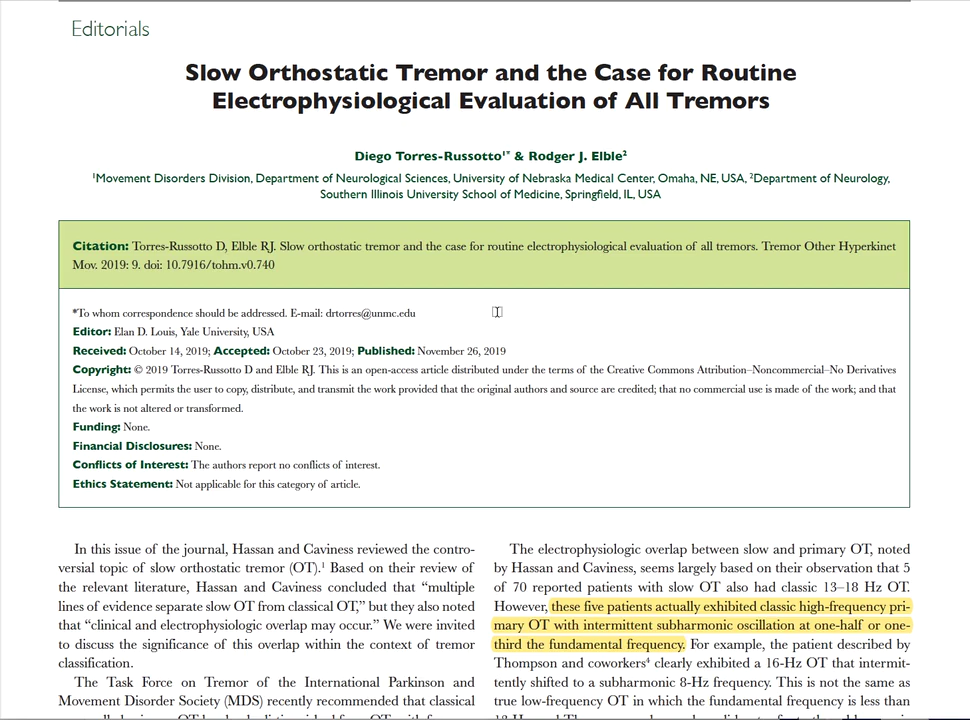 Editorials
Slow Orthostatic Tremor and the Case for Routine
Electrophysiological Evaluation of All Tremors
Diego Torres-Russotto1* & Rodger J. Elble2
1Movement Disorders Division, Department of Neurological Sciences, University of Nebraska Medical Center, Omaha, NE, USA, 2Department of Neurology,
Southern Illinois University School of Medicine, Springfield, IL, USA
Citation: Torres-Russotto D, Elble RJ. Slow orthostatic tremor and the case for routine electrophysiological evaluation of all tremors. Tremor Other Hyperkinet
Mov. 2019: 9. doi: 10.7916/tohm.v0.740
*To whom correspondence should be addressed. E-mail: drtorres@unmc.edu
Editor: Elan D. Louis, Yale University, USA
Received: October 14, 2019; Accepted: October 23, 2019; Published: November 26, 2019
Copyright: © 2019 Torres-Russotto D and Elble RJ. This is an open-access article distributed under the terms of the Creative Commons Attribution–Noncommercial–No Derivatives
License, which permits the user to copy, distribute, and transmit the work provided that the original authors and source are credited; that no commercial use is made of the work; and that
the work is not altered or transformed.
Funding: None.
Financial Disclosures: None.
Conflicts of Interest: The authors report no conflicts of interest.
Ethics Statement: Not applicable for this category of article.
In this issue of the journal, Hassan and Caviness reviewed the contro-
versial topic of slow orthostatic tremor (OT).1 Based on their review of
the relevant literature, Hassan and Caviness concluded that “multiple
lines of evidence separate slow OT from classical OT,” but they also noted
that “clinical and electrophysiologic overlap may occur.” We were invited
to discuss the significance of this overlap within the context of tremor
classification.
The Task Force on Tremor of the International Parkinson and
Movement Disorder Society (MDS) recently recommended that classical
The electrophysiologic overlap between slow and primary OT, noted
by Hassan and Caviness, seems largely based on their observation that 5
of 70 reported patients with slow OT also had classic 13–18 Hz OT.
However, these five patients actually exhibited classic high-frequency pri-
mary OT with intermittent subharmonic oscillation at one-half or one-
third the fundamental frequency. For example, the patient described by
Thompson and coworkers4 clearly exhibited a 16-Hz OT that intermit-
tently shifted to a subharmonic 8-Hz frequency. This is not the same as
true low-frequency OT in which the fundamental frequency is less than